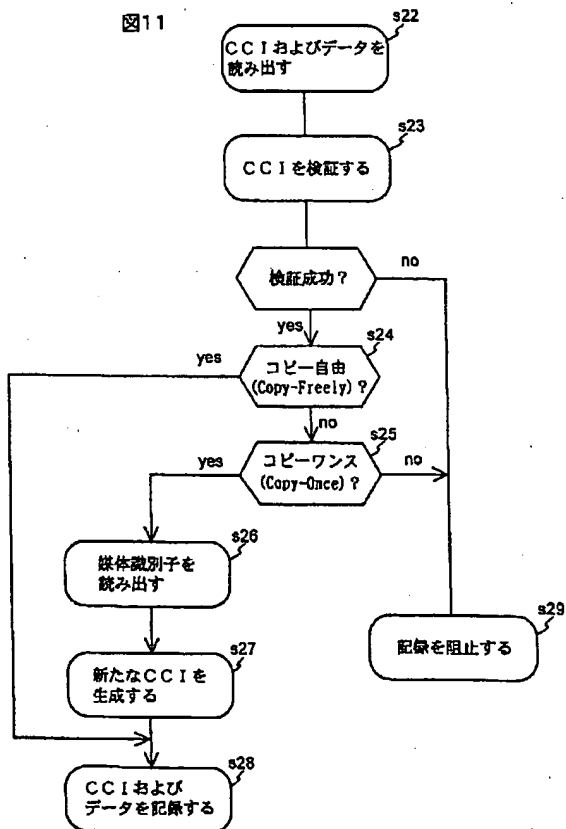 図11
s22
CCIおよびデータを
読み出す
s23
CCIを検証する
検証成功?
no
yes
s24
yes
コピー自由
(Copy-Freely)?
no
s25
yes
コピーワンス
(Copy-Once)?
no
s26
媒体識別子を
読み出す
s29
記録を阻止する
s27
新たなCCIを
生成する
s28
CCIおよび
データを記録する